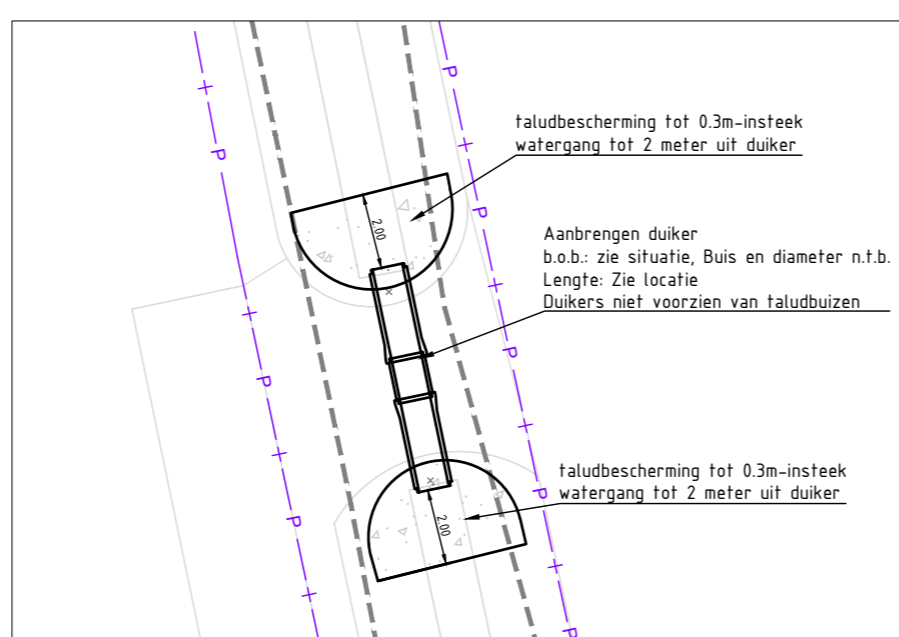 P
P
taludbescherming tot 0.3m-insteek
watergang tot 2 meter uit duiker
P
2.00
Aanbrengen duiker
b.o.b.: zie situatie, Buis en diameter n.t.b.
Lengte: Zie locatie
Duikers niet voorzien van taludbuizen
P
P
P
P
taludbescherming tot 0.3m-insteek
watergang tot 2 meter uit duiker
2.00
P
P
P